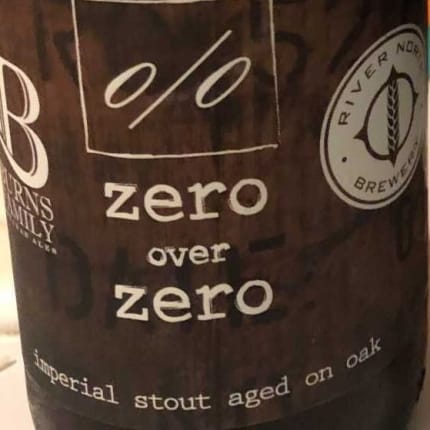 0/0
RIVER NORTH
BREWERY
B
BURNS
FAMILY
zero
over
zero
imperial stout aged on oak